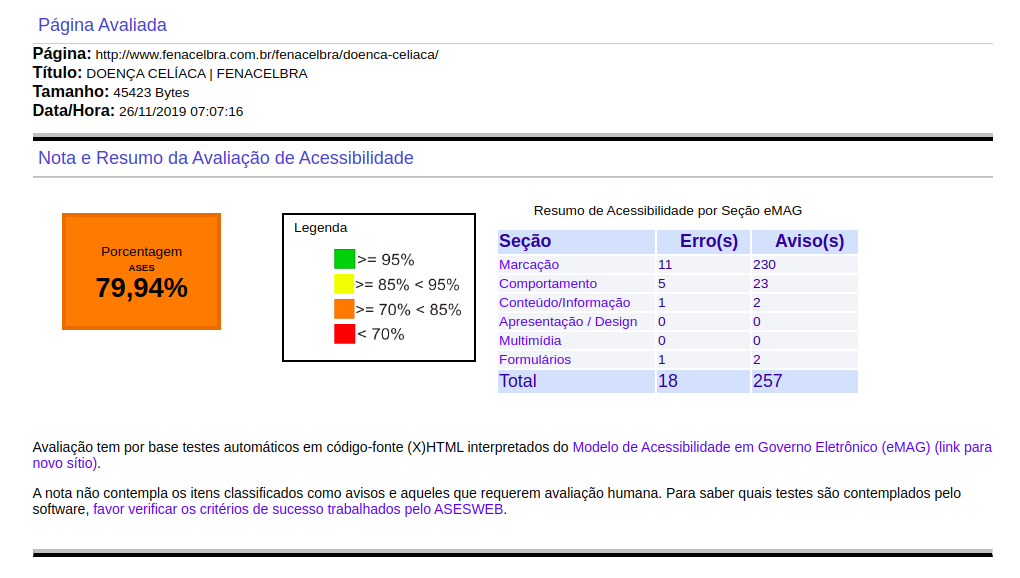 Página Avaliada
Página: http://www.fenacelbra.com.br/fenacelbra/doenca-celiaca/
Título: DOENÇA CELÍACA | FENACELBRA
Tamanho: 45423 Bytes
Data/Hora: 26/11/2019 07:07:16
Nota e Resumo da Avaliação de Acessibilidade
Porcentagem
ASES
79,94%
Legenda
>= 95%
>= 85% < 95%
>= 70% < 85%
< 70%
Resumo de Acessibilidade por Seção eMAG
Seção Erro(s) Aviso(s)
Marcação 11 230
Comportamento 5 23
Conteúdo/Informação 1 2
Apresentação / Design 0 0
Multimídia 0 0
Formulários 1 2
Total 18 257
Avaliação tem por base testes automáticos em código-fonte (X)HTML interpretados do Modelo de Acessibilidade em Governo Eletrônico (eMAG) (link para
novo sítio).
A nota não contempla os itens classificados como avisos e aqueles que requerem avaliação humana. Para saber quais testes são contemplados pelo
software, favor verificar os critérios de sucesso trabalhados pelo ASESWEB.